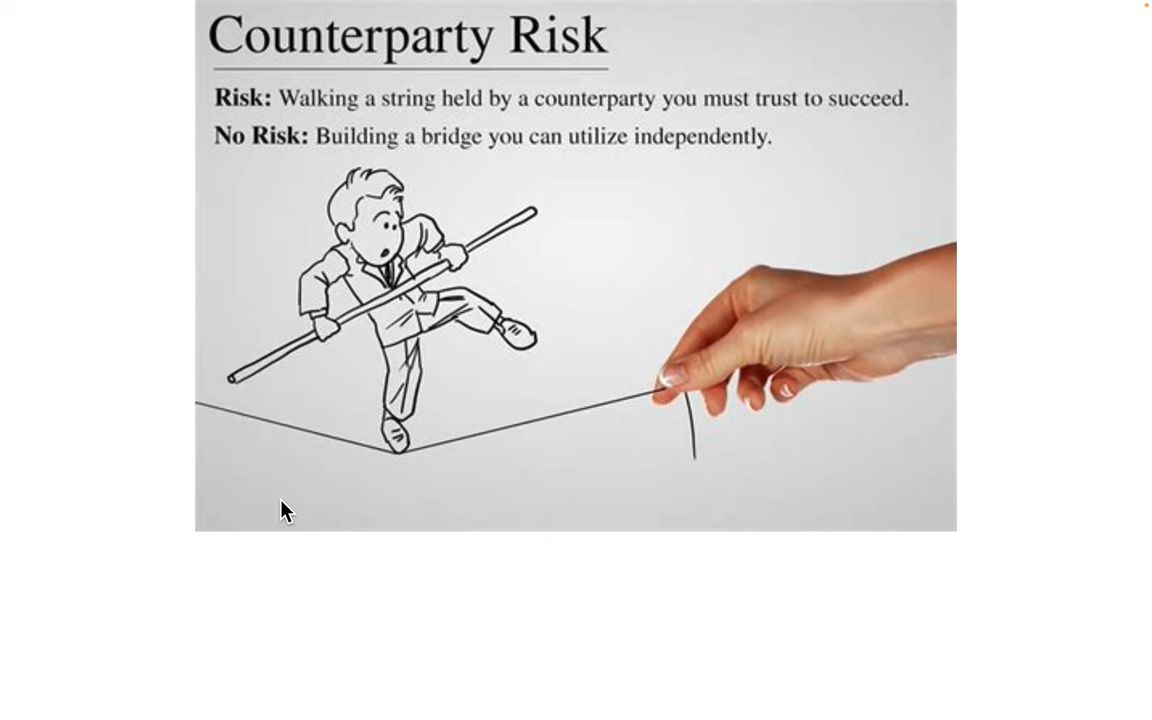 Counterparty Risk
Risk: Walking a string held by a counterparty you must trust to succeed.
No Risk: Building a bridge you can utilize independently.